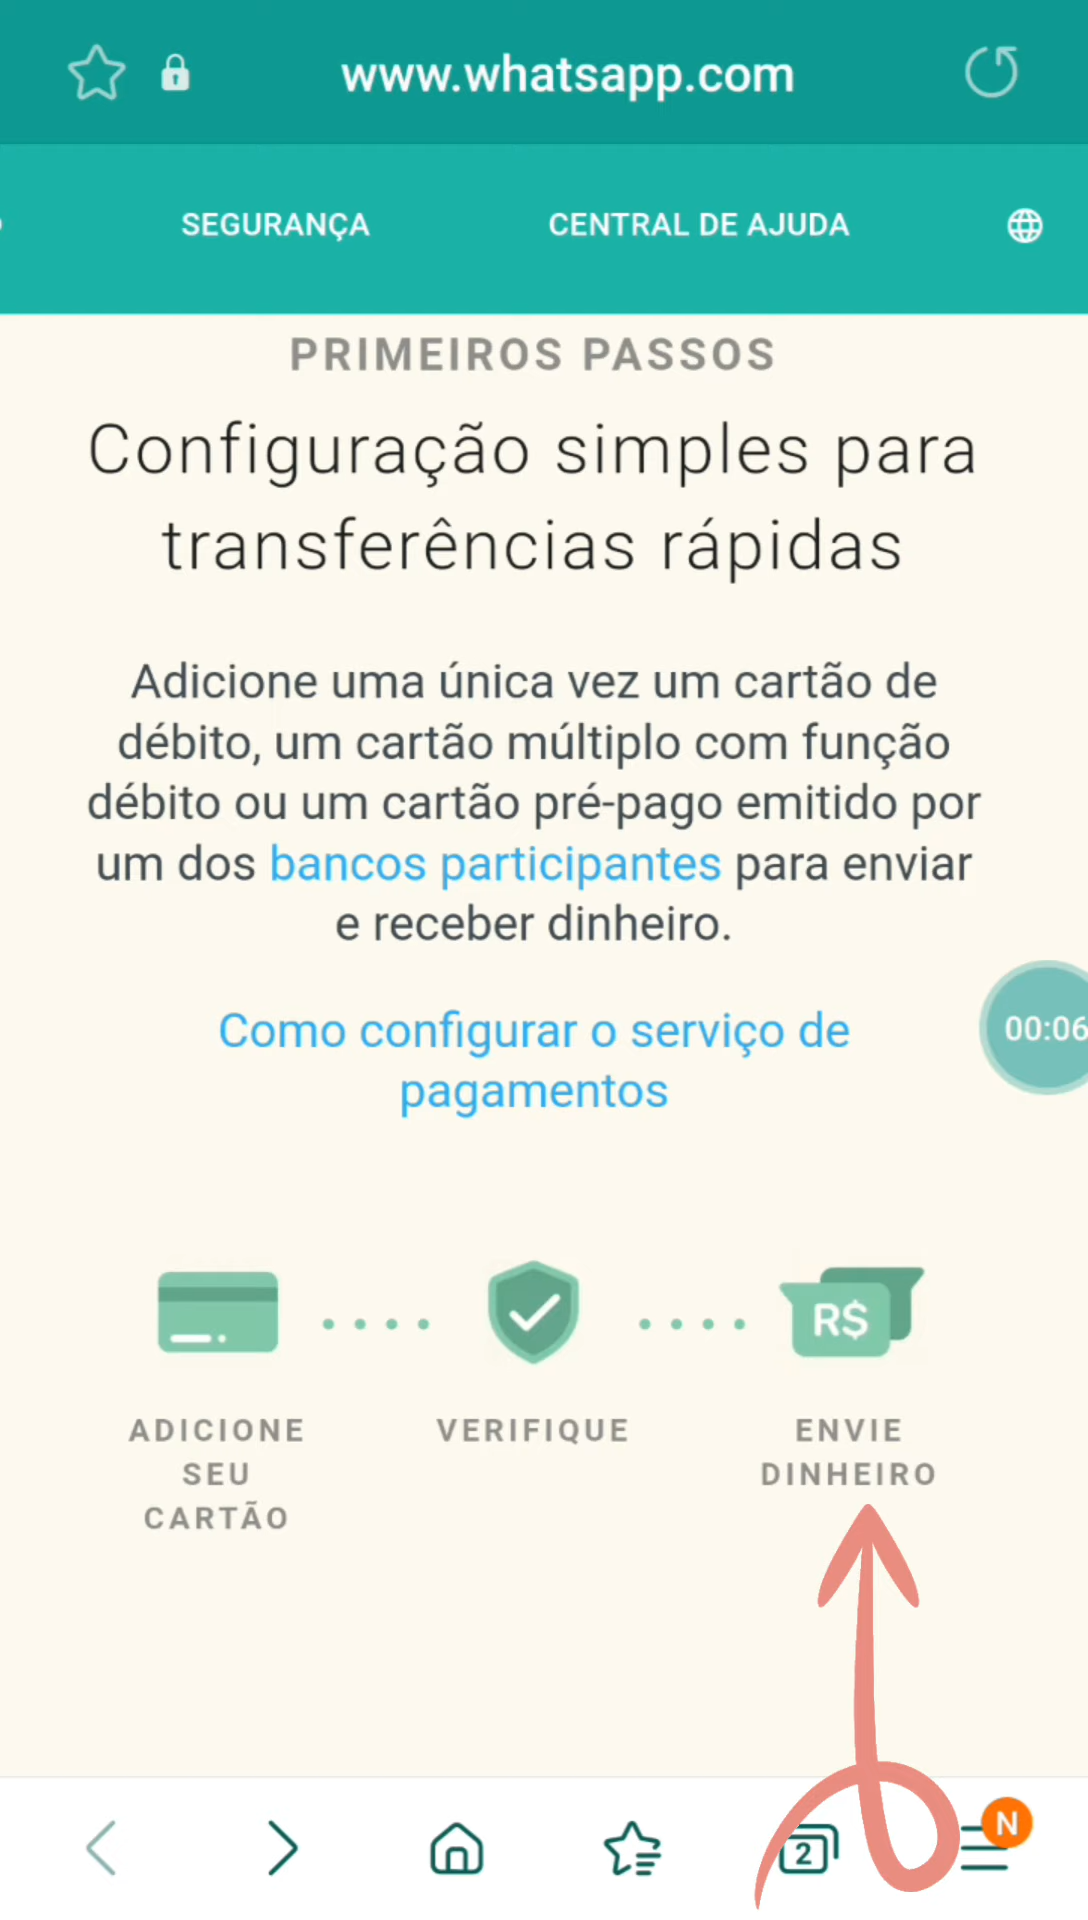 www.whatsapp.com
SEGURANÇA
CENTRAL DE AJUDA
PRIMEIROS PASSOS
Configuração simples para
transferências rápidas
Adicione uma única vez um cartão de
débito, um cartão múltiplo com função
débito ou um cartão pré-pago emitido por
um dos bancos participantes para enviar
e receber dinheiro.
00:06
Como configurar o serviço de
pagamentos
R$
ADICIONE
SEU
CARTÃO
VERIFIQUE
ENVIE
DINHEIRO
2
N